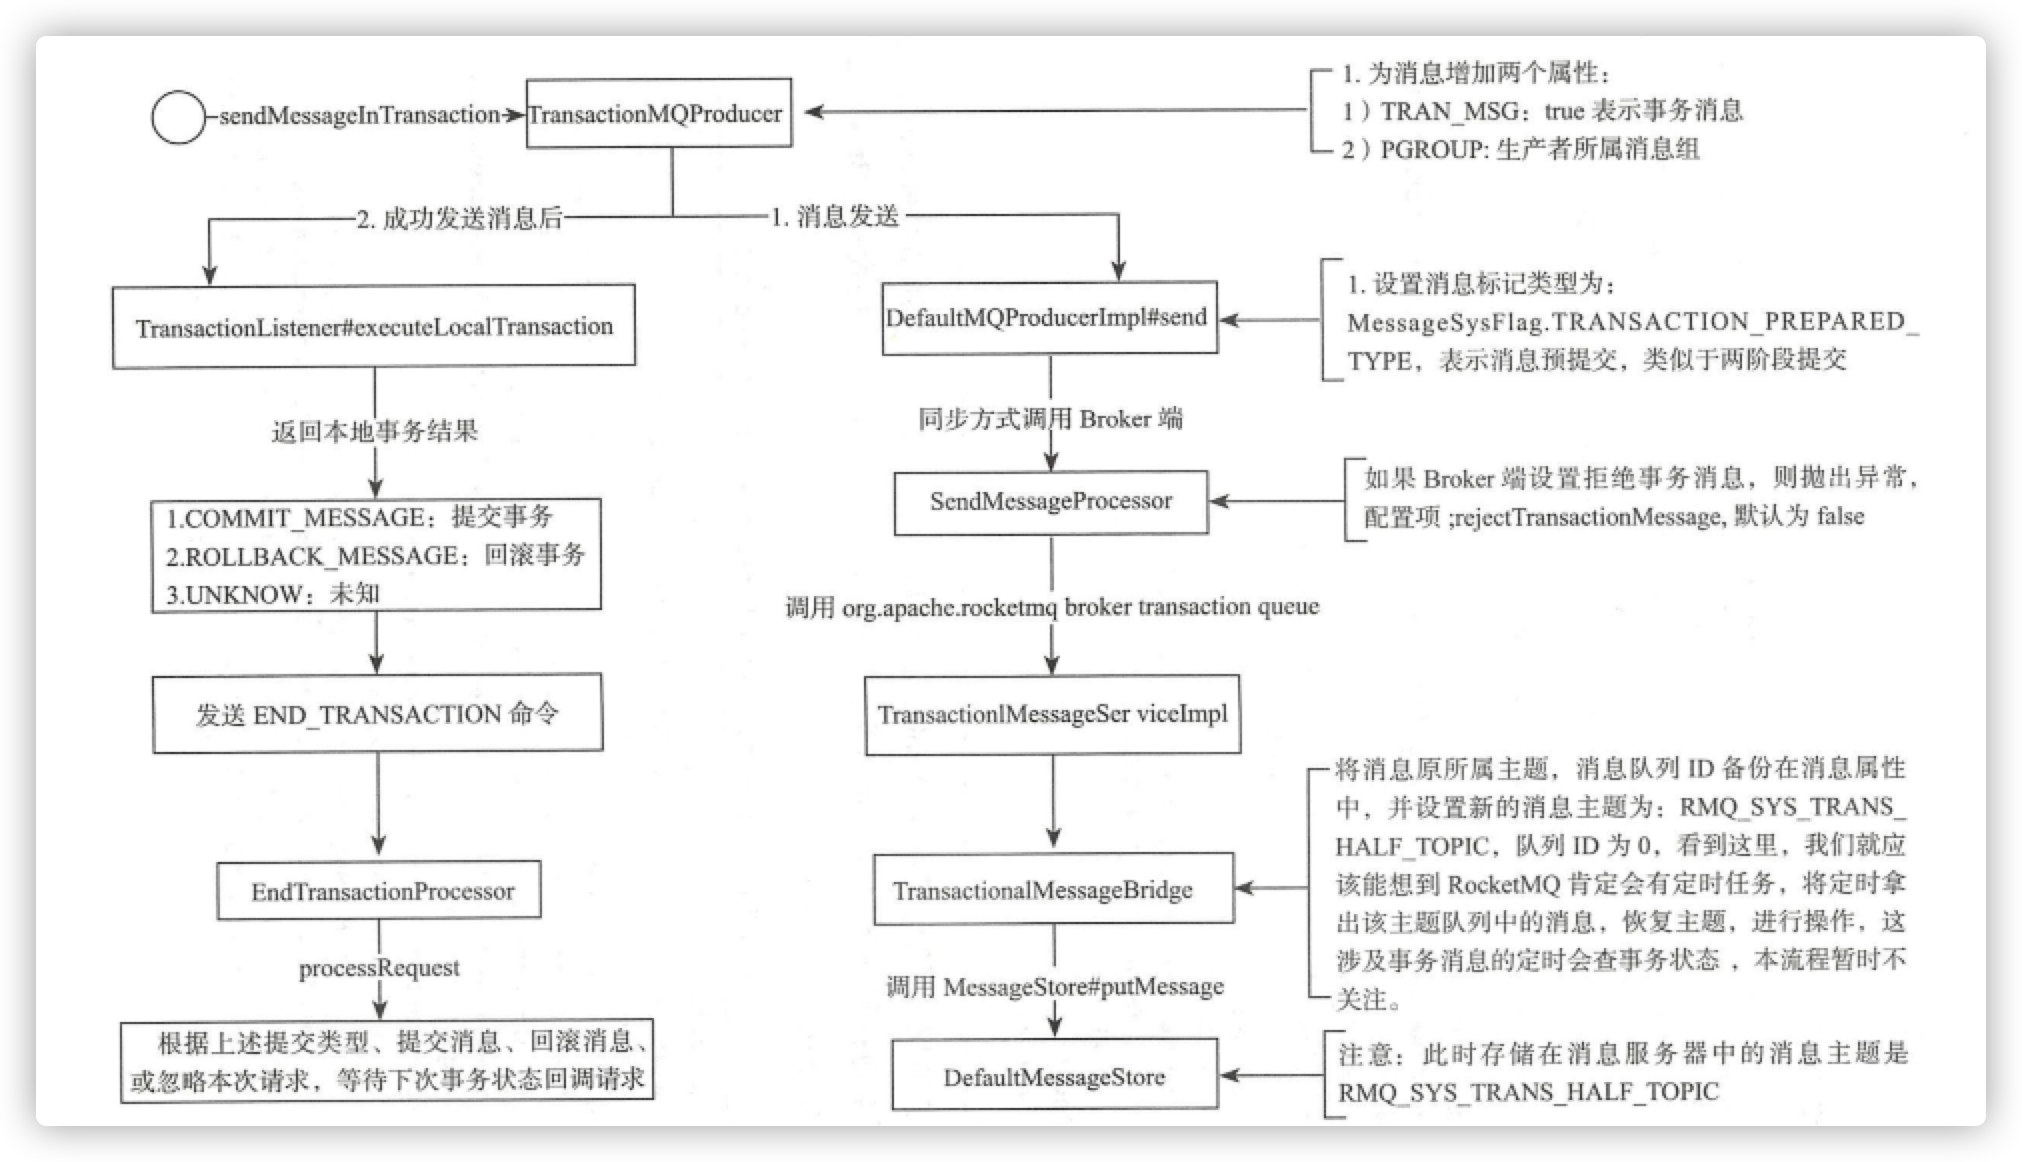 sendMessageInTransaction
TransactionMQProducer
1. 为消息增加两个属：
1）TRAN_MSG：true 表示事务消息
2）PGROUP: 生产者所属消息组
2. 成功发送消息后
1. 消息发送
TransactionListener#executeLocalTransaction
DefaultMQProducerImpl#send
1. 设置消息标记类型为：
MessageSysFlag.TRANSACTION_PREPARED_
TYPE，表示消息预提交，类似于两阶段提交
返回本地事务结果
同步方式调用 Broker 端
1.COMMIT_MESSAGE：提交事务
2.ROLLBACK_MESSAGE：回滚事务
3.UNKNOW：未知
SendMessageProcessor
如果 Broker 端设置拒绝事务消息，则抛出异常，
配置项 ;rejectTransactionMessage, 默认为 false
调用 org.apache.rocketmq broker transaction queue
发送 END_TRANSACTION 命令
TransactionlMessageSer viceImpl
EndTransactionProcessor
TransactionalMessageBridge
将消息原所属主题，消息队列 ID 备份在消息属性
中，并设置新的消息主题为：RMQ_SYS_TRANS_
HALF_TOPIC，队列 ID 为 0，看到这里，我们就应
该能想到 RocketMQ 肯定会有定时任务，将定时拿
出该主题队列中的消息，恢复主题，进行操作，这
涉及事务消息的定时会查事务状态 ，本流程暂时不
关注。
processRequest
调用 MessageStore#putMessage
根据上述提交类型、提交消息、回滚消息、
或忽略本次请求，等待下次事务状态回调请求
DefaultMessageStore
注意：此时存储在消息服务器中的消息主题是
RMQ_SYS_TRANS_HALF_TOPIC